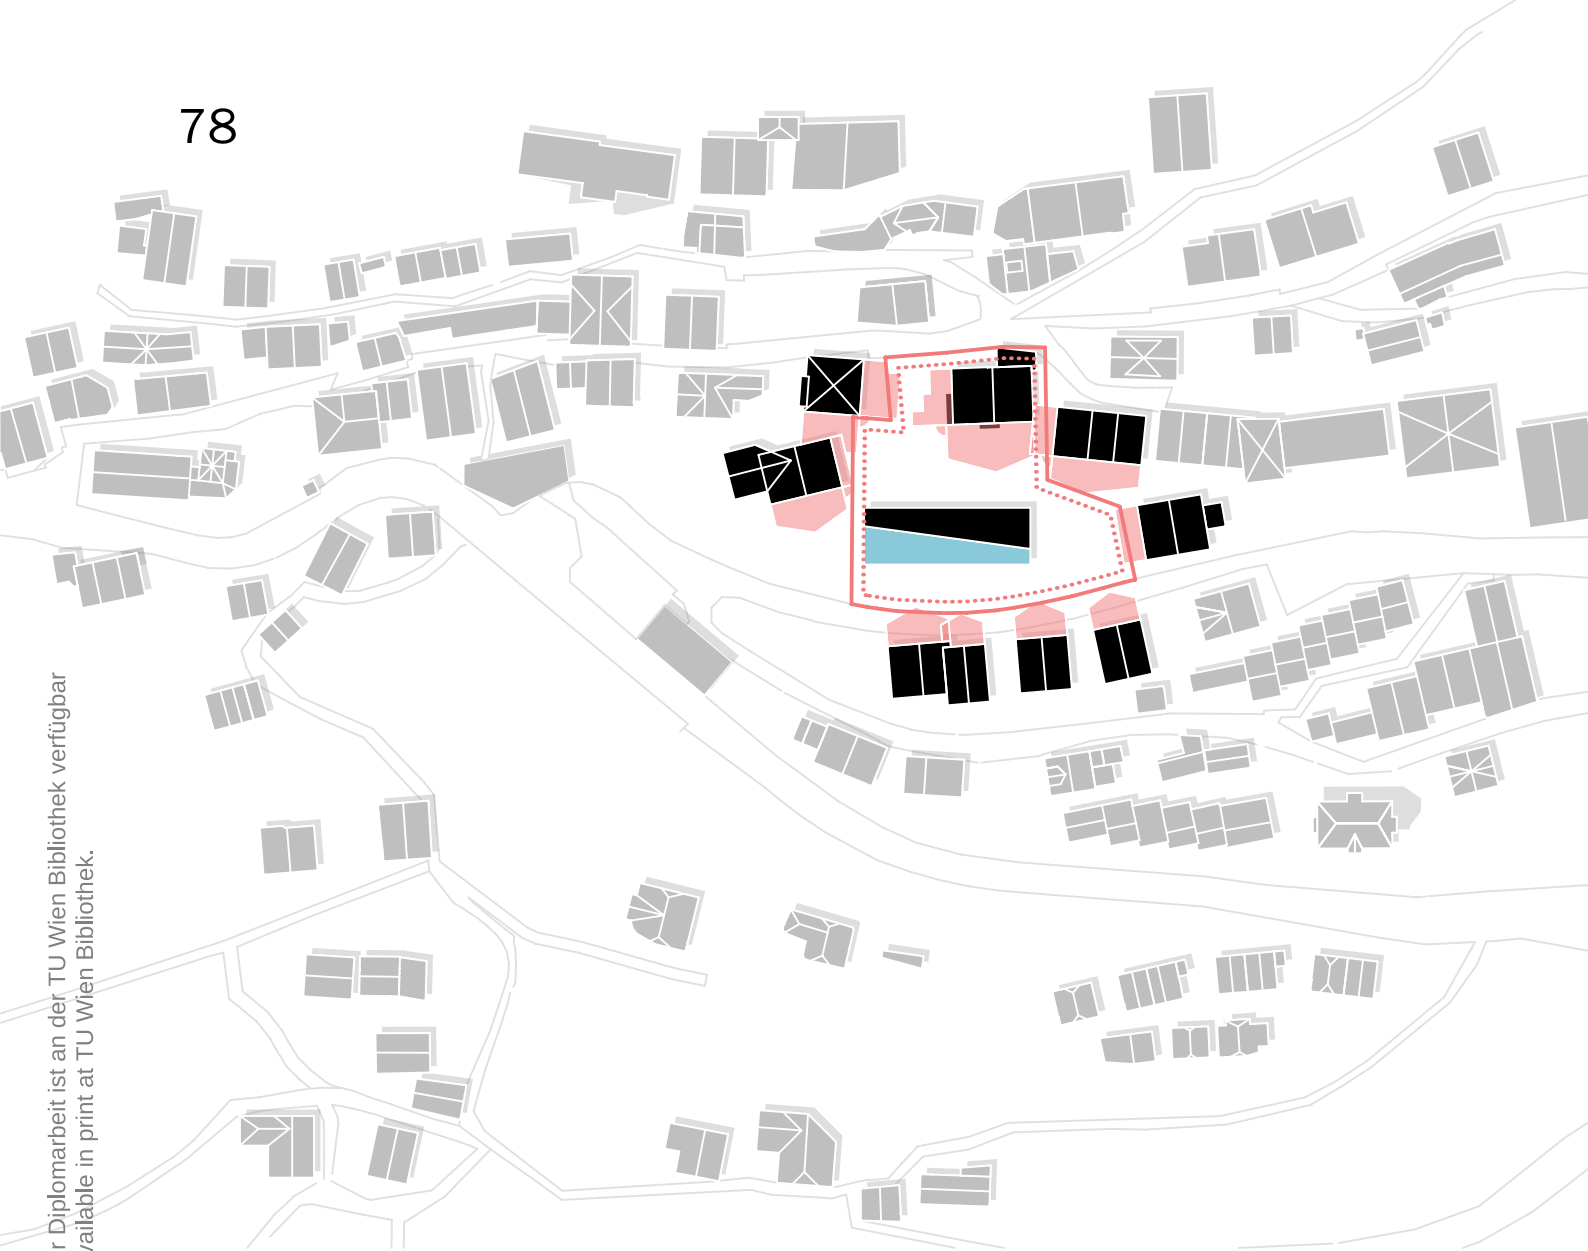 78
r Diplomarbeit ist an der TU Wien Bibliothek verfügbar
vailable in print at TU Wien Bibliothek.